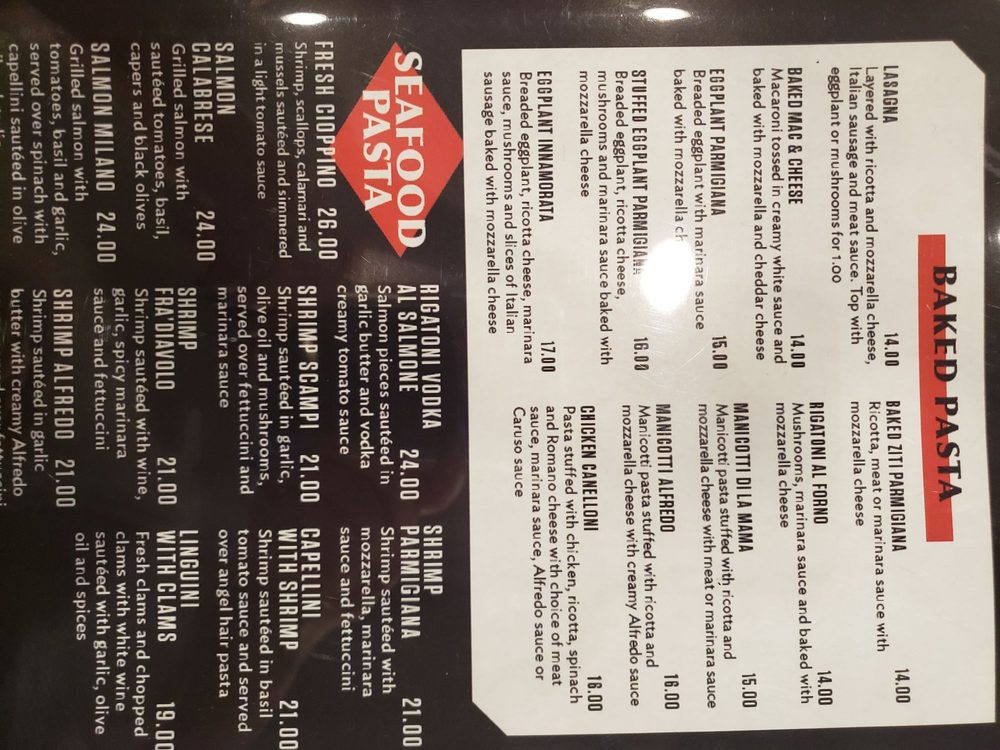 BAKED PASTA
LASAGNA 14.00
Layered with ricotta and mozzarella cheese,
Italian sausage and meat sauce. Top with
eggplant or mushrooms for 1.00
BAKED MAC & CHEESE 14.00
Macaroni tossed in creamy white sauce and
baked with mozzarella and cheddar cheese
EGGPLANT PARMIGIANA 15.00
Breaded eggplant with marinara sauce
baked with mozzarella
STUFFED EGGPLANT PARMIGIANA 16.00
Breaded eggplant, ricotta cheese,
mushrooms and marinara sauce baked with
mozzarella cheese
EGGPLANT INNAMORATA 17.00
Breaded eggplant, ricotta cheese, marinara
sauce, mushrooms and slices of Italian
sausage baked with mozzarella cheese
BAKED ZITI PARMIGIANA 14.00
Ricotta, meat or marinara sauce with
mozzarella cheese
RIGATONI AL FORNO 14.00
Mushrooms, marinara sauce and baked with
mozzarella cheese
MANICOTTI DI LA MAMA 15.00
Manicotti pasta stuffed with ricotta and
mozzarella cheese with meat or marinara sauce
MANICOTTI ALFREDO 16.00
Manicotti pasta stuffed with ricotta and
mozzarella cheese with creamy Alfredo sauce
CHICKEN CANELLONI 16.00
Pasta stuffed with chicken, ricotta, spinach
and Romano cheese with choice of meat
sauce, marinara sauce, Alfredo sauce or
Caruso sauce
SEAFOOD
PASTA
FRESH CIOPPINO 26.00
Shrimp, scallops, calamari and
mussels sautéed and simmered
in a light tomato sauce
SALMON
CALABRESE 24.00
Grilled salmon with
sautéed tomatoes, basil,
capers and black olives
SALMON MILANO 24.00
Grilled salmon with
tomatoes, basil and garlic,
served over spinach with
capellini sautéed in olive
RIGATONI VODKA
AL SALMONE 24.00
Salmon pieces sautéed in
garlic butter and vodka
creamy tomato sauce
SHRIMP SCAMPI 21.00
Shrimp sautéed in garlic,
olive oil and mushrooms,
served over fettuccini and
marinara sauce
SHRIMP
FRA'DIAVOLO 21.00
Shrimp sautéed with wine,
garlic, spicy marinara
sauce and fettuccini
SHRIMP ALFREDO 21.00
Shrimp sautéed in garlic
butter with creamy Alfredo
SHRIMP
PARMIGIANA 21.00
Shrimp sautéed with
mozzarella, marinara
sauce and fettuccini
CAPELLINI
WITH SHRIMP 21.00
Shrimp sautéed in basil
tomato sauce and served
over angel hair pasta
LINGUINI
WITH CLAMS 19.00
Fresh clams and chopped
clams with white wine
sautéed with garlic, olive
oil and spices